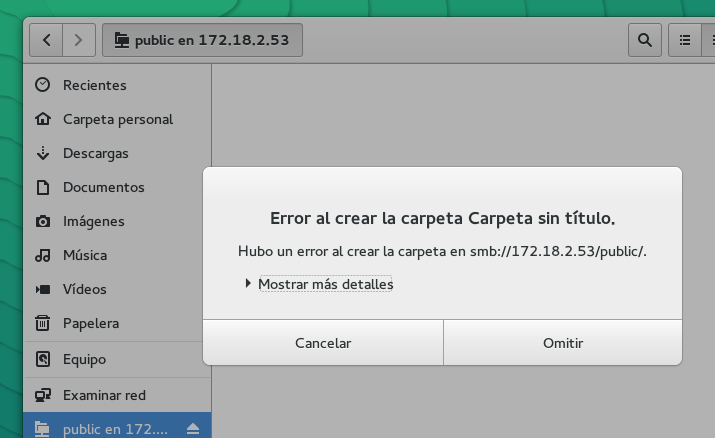 public en 172.18.2.53
Recientes
Carpeta personal
Descargas
Documentos
Imágenes
Música
Vídeos
Papelera
Equipo
Examinar red
public en 172....
Error al crear la carpeta Carpeta sin título.
Hubo un error al crear la carpeta en smb://172.18.2.53/public/.
Mostrar más detalles
Cancelar
Omitir